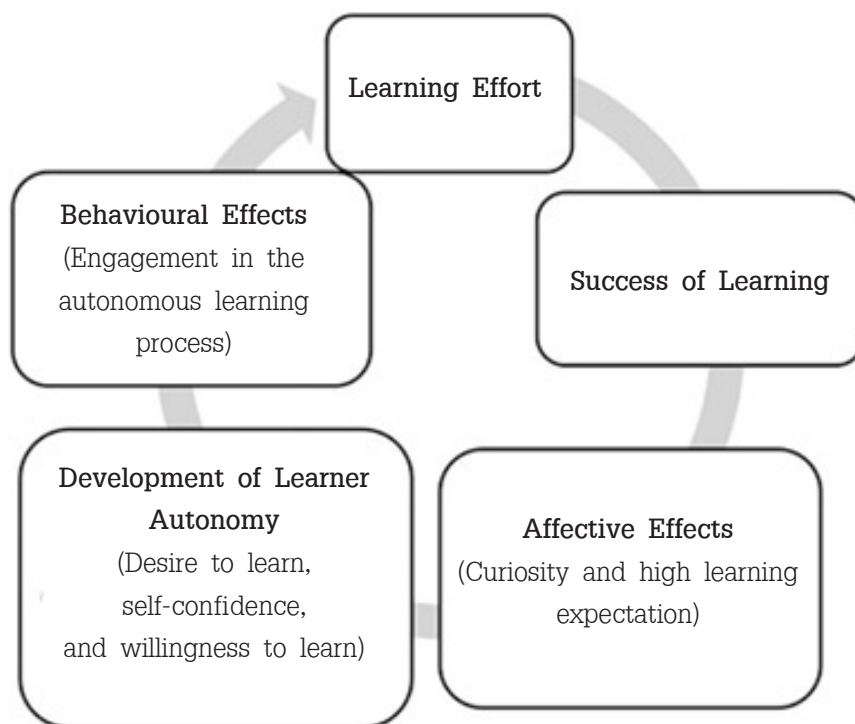 Learning Effort
Success of Learning
Affective Effects
(Curiosity and high learning
expectation)
Development of Learner
Autonomy
(Desire to learn,
self-confidence,
and willingness to learn)
Behavioural Effects
(Engagement in the
autonomous learning
process)